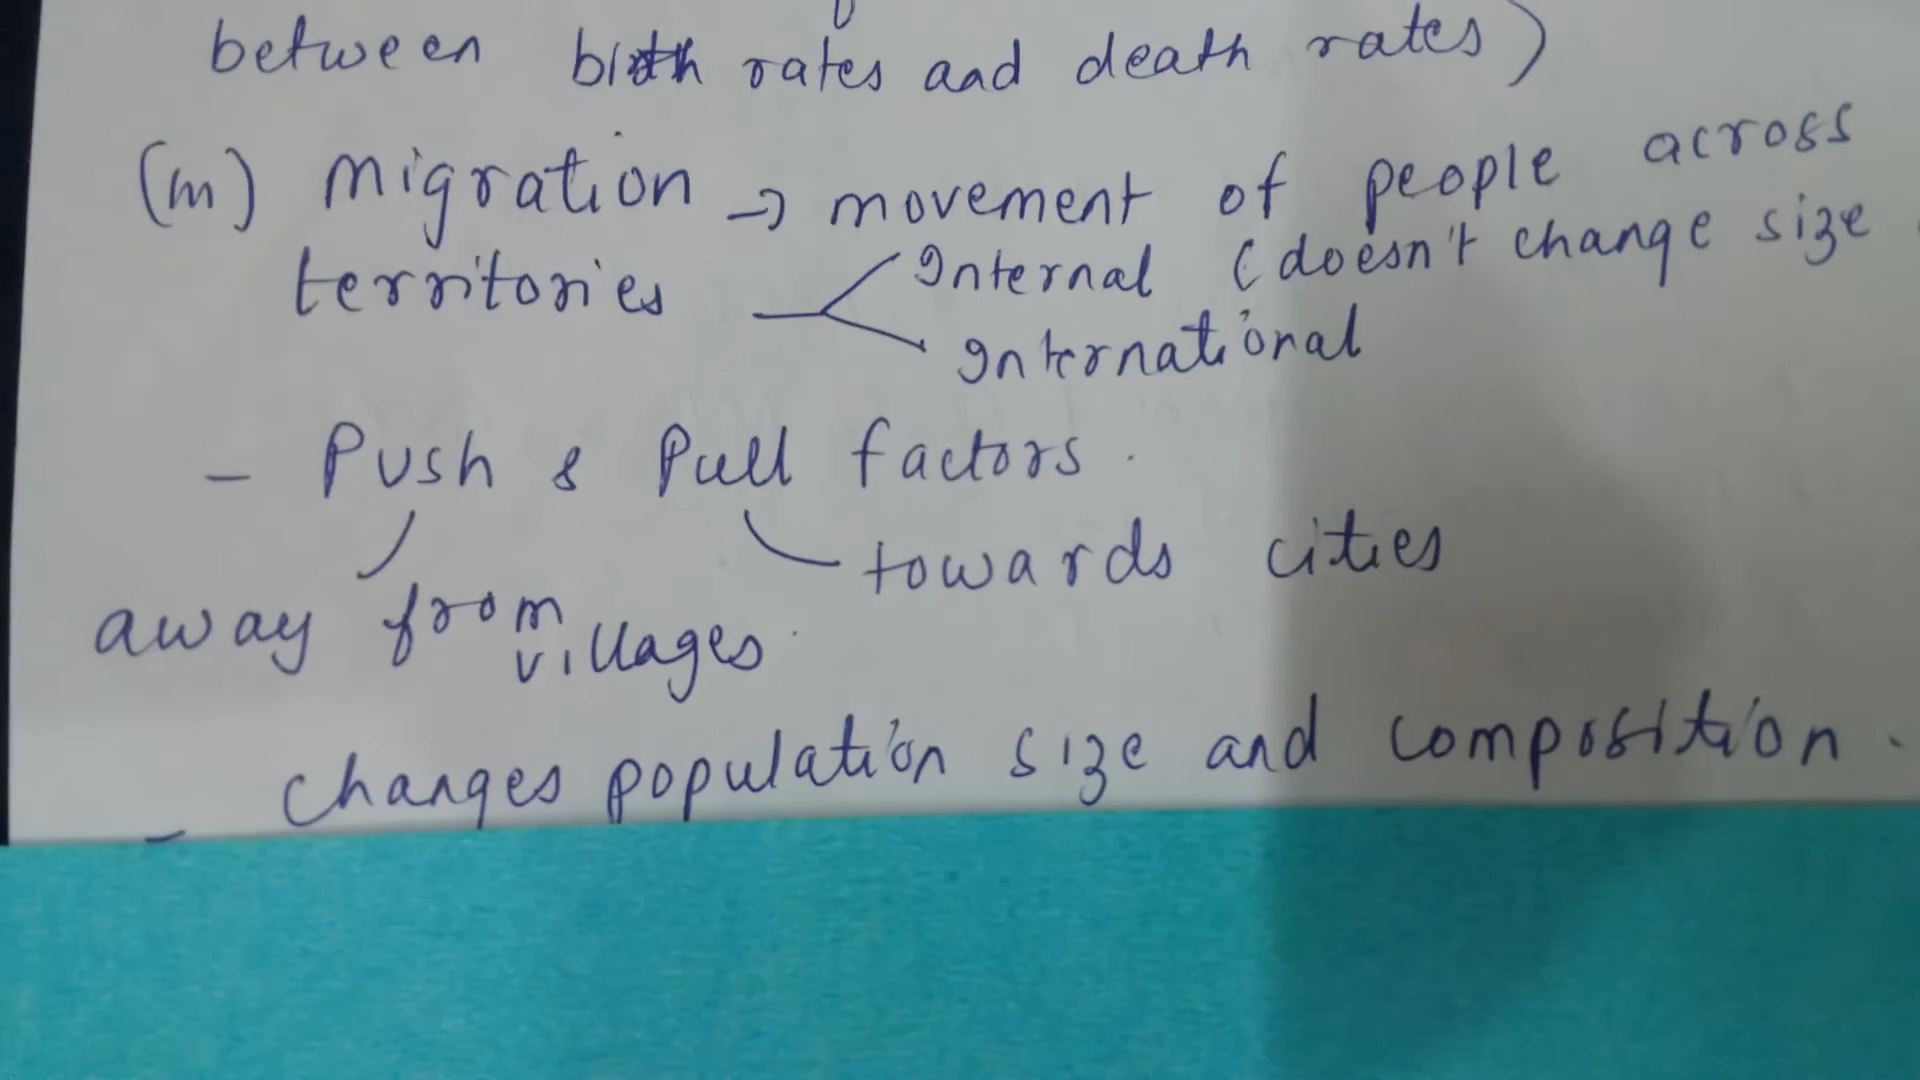 between birth rates and death rates)
(m) Migration → movement of people across
territories — Internal (doesn't change size
International
- Push & Pull factors.
towards cities
away from villages.
- Changes population size and composition.